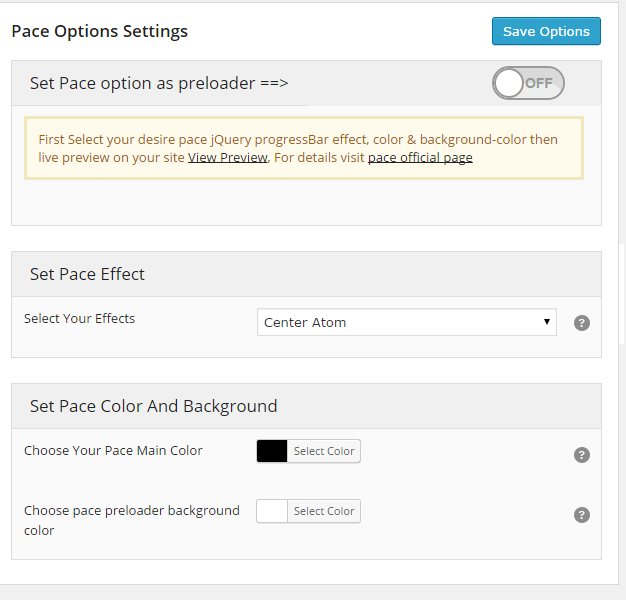 Pace Options Settings
Save Options
Set Pace option as preloader ==>
OFF
First Select your desire pace jQuery progressBar effect, color & background-color then
live preview on your site View Preview, For details visit pace official page
Set Pace Effect
Select Your Effects
Center Atom
?
Set Pace Color And Background
Choose Your Pace Main Color
Select Color
?
Choose pace preloader background
color
Select Color
?